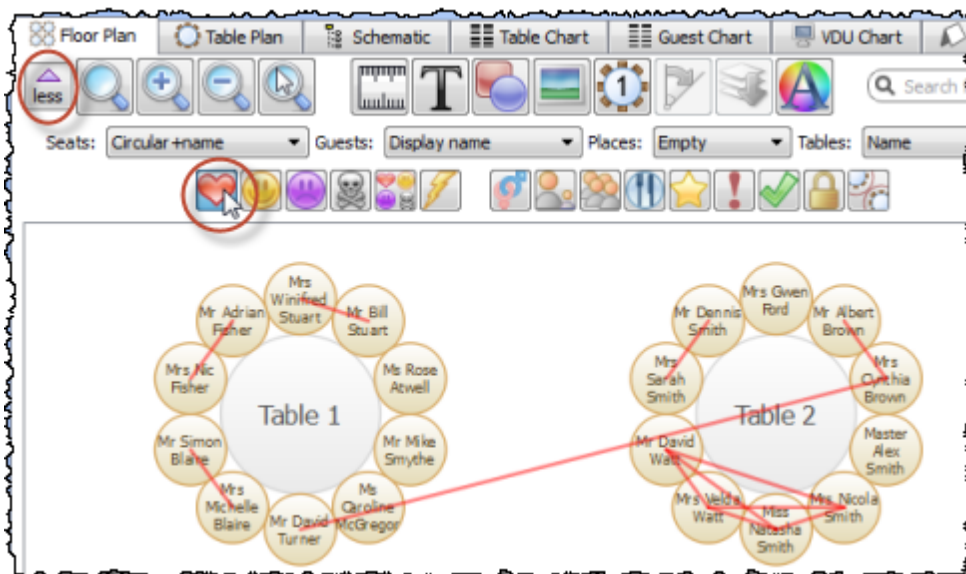 Floor Plan
Table Plan
Schematic
Table Chart
Guest Chart
VDU Chart
less
T
1
Search
Seats: Circular +name
Guests: Display name
Places: Empty
Tables: Name
Mrs
Winifred
Stuart
Mr Adrian
Fisher
Mr Bill
Stuart
Mrs Nic
Fisher
Ms Rose
Atwell
Table 1
Mr Simon
Blaire
Mr Mike
Smythe
Mrs
Michelle
Blaire
Ms
Caroline
McGregor
Mr David
Turner
Mrs Gwen
Ford
Mr Dennis
Smith
Mr Albert
Brown
Mrs
Sarah
Smith
Mrs
Cynthia
Brown
Table 2
Mr David
Watt
Master
Alex
Smith
Mrs Velda
Watt
Mrs Nicola
Smith
Miss
Natasha
Smith